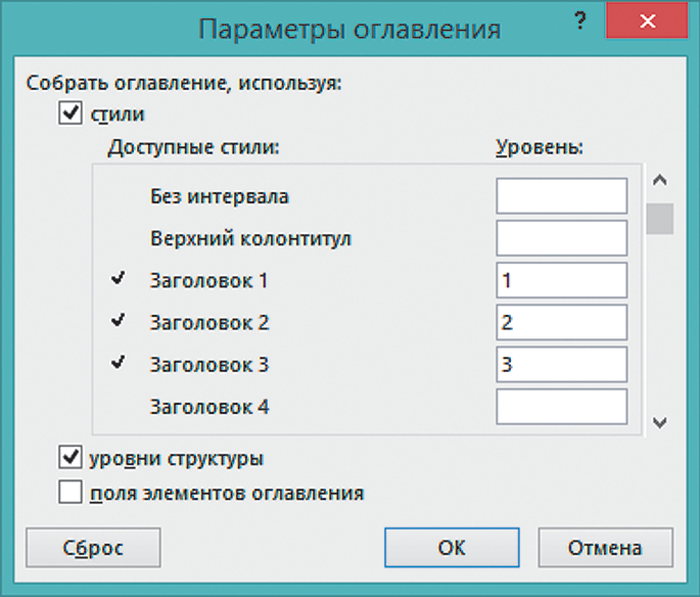 Параметры оглавления
?
Собрать оглавление, используя:
стили
Доступные стили: Уровень:
Без интервала
Верхний колонтитул
Заголовок 1 1
Заголовок 2 2
Заголовок 3 3
Заголовок 4
уровни структуры
поля элементов оглавления
Сброс ОК Отмена